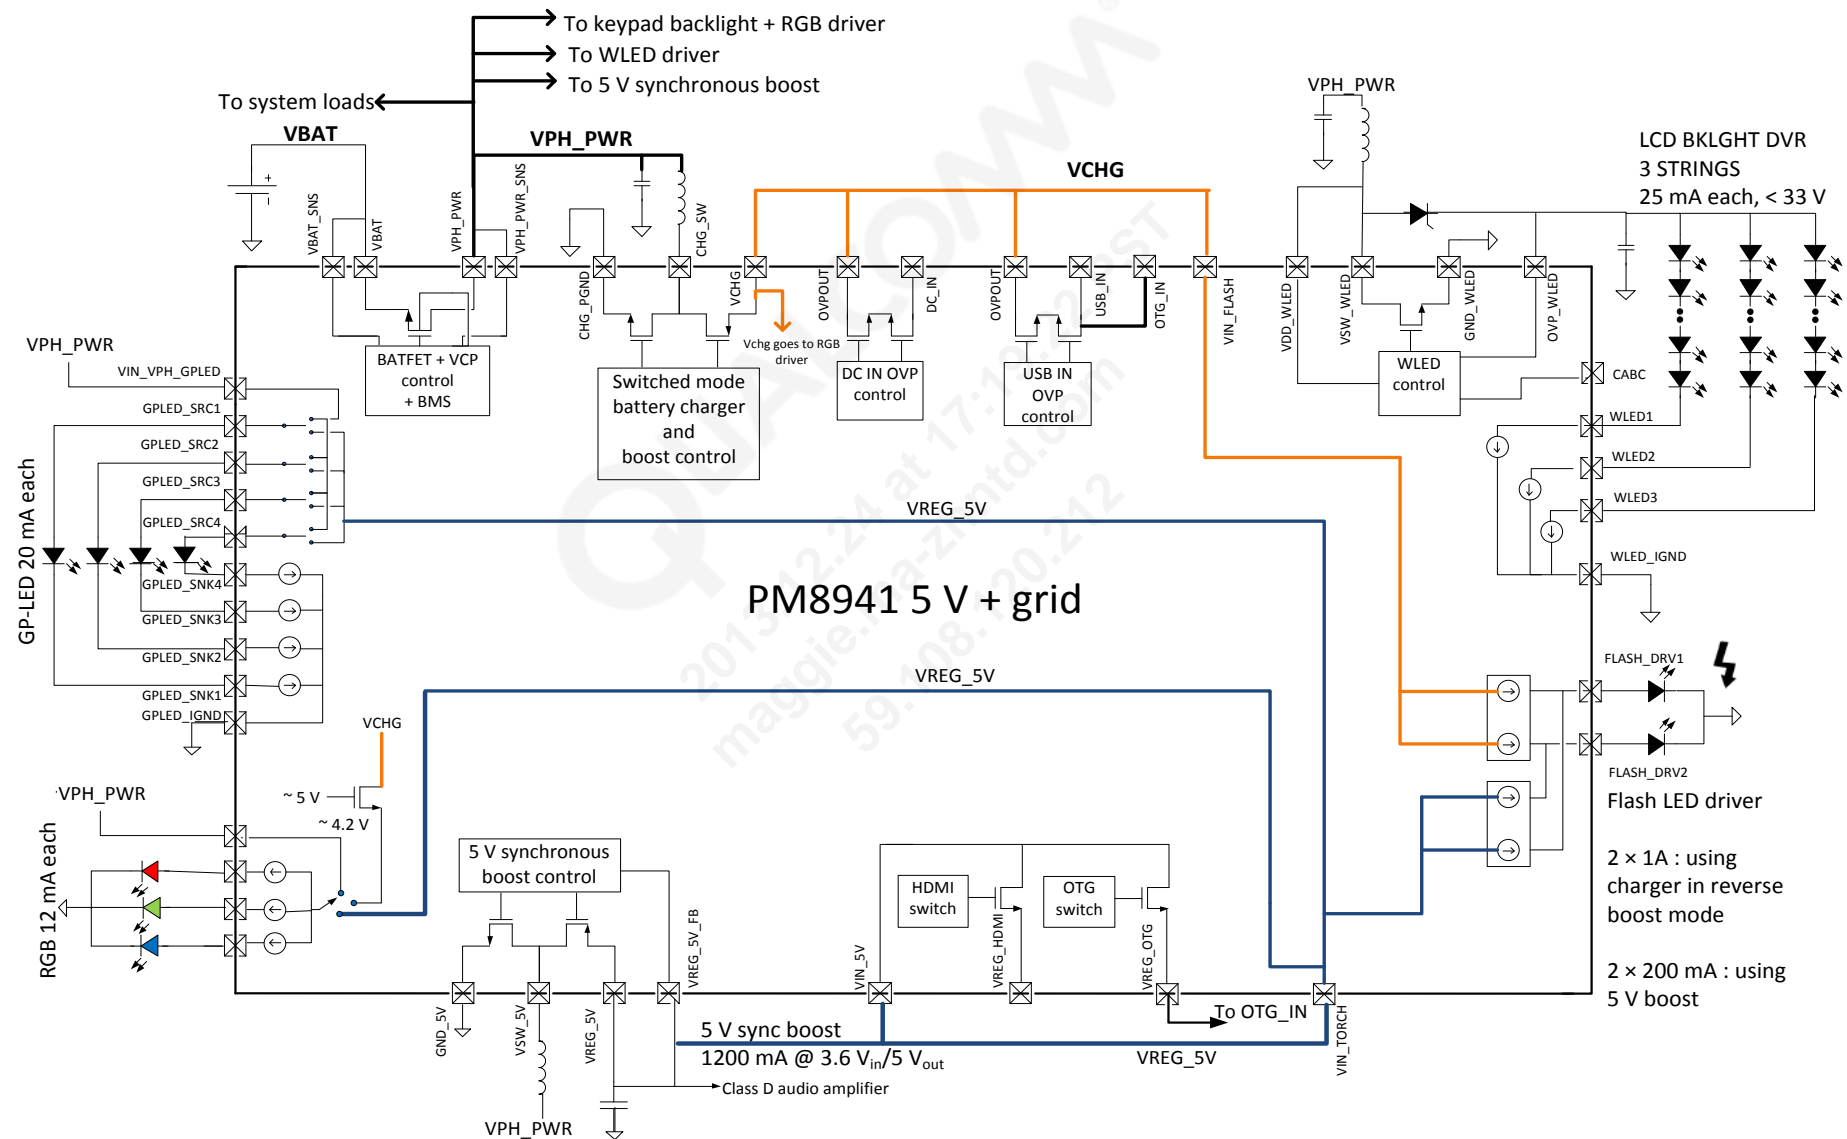 To keypad backlight + RGB driver
To WLED driver
To 5 V synchronous boost
To system loads
VBAT
VPH_PWR
VCHG
VPH_PWR
LCD BKLGHT DVR
3 STRINGS
25 mA each, < 33 V
QUALCOMM
+
−
VBAT_SNS
VBAT
VPH_PWR
VPH_PWR_SNS
CHG_PGND
CHG_SW
VCHG
OVPOUT
DC_IN
OVPOUT
USB_IN
OTG_IN
VIN_FLASH
VDD_WLED
VSW_WLED
GND_WLED
OVP_WLED
Vchg goes to RGB
driver
BATFET + VCP
control
+ BMS
Switched mode
battery charger
and
boost control
DC IN OVP
control
USB IN
OVP
control
WLED
control
CABC
WLED1
WLED2
WLED3
WLED_IGND
VPH_PWR
VIN_VPH_GPLED
GPLED_SRC1
GPLED_SRC2
GPLED_SRC3
GPLED_SRC4
GPLED_SNK4
GPLED_SNK3
GPLED_SNK2
GPLED_SNK1
GPLED_IGND
GP-LED 20 mA each
VREG_5V
PM8941 5 V + grid
VREG_5V
VCHG
~ 5 V
~ 4.2 V
VPH_PWR
RGB 12 mA each
5 V synchronous
boost control
HDMI
switch
OTG
switch
GND_5V
VSW_5V
VREG_5V
VREG_5V_FB
VIN_5V
VREG_HDMI
VREG_OTG
VIN_TORCH
To OTG_IN
5 V sync boost
1200 mA @ 3.6 Vin/5 Vout
VREG_5V
Class D audio amplifier
VPH_PWR
FLASH_DRV1
FLASH_DRV2
Flash LED driver
2 × 1A : using
charger in reverse
boost mode
2 × 200 mA : using
5 V boost
59.108.120.212